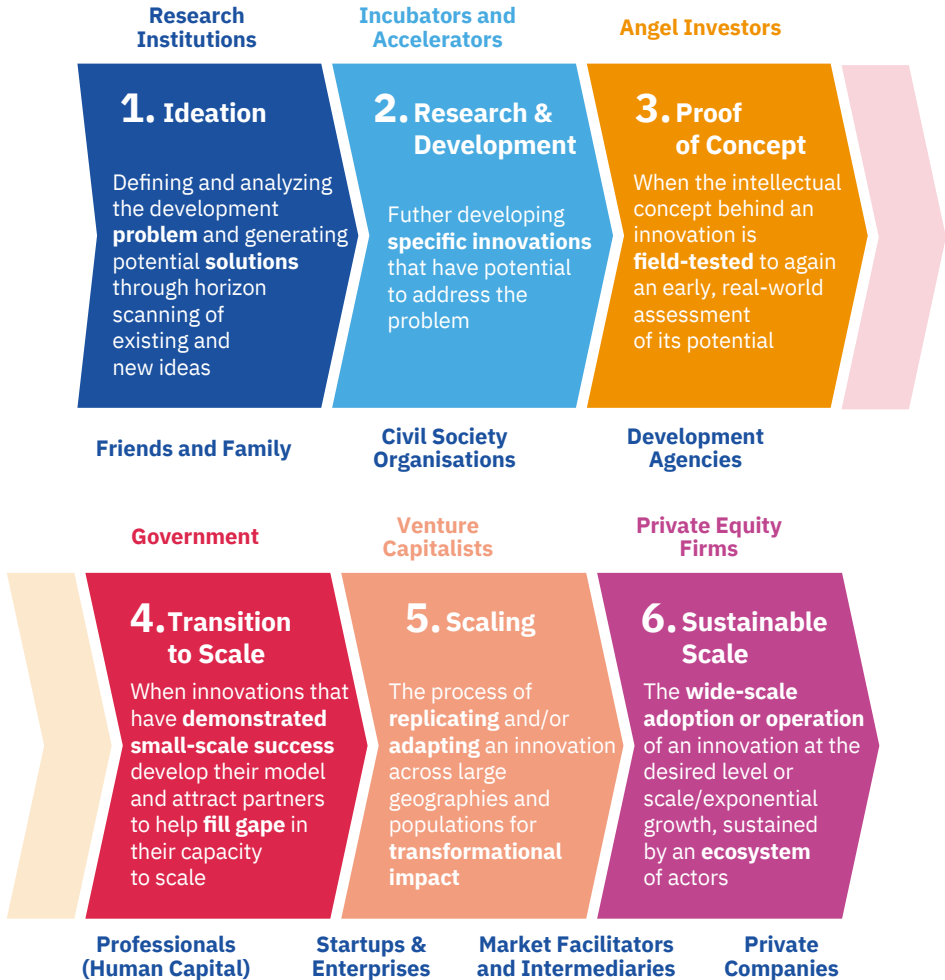 Research
Institutions
Incubators and
Accelerators
Angel Investors
1. Ideation
Defining and analyzing
the development
problem and generating
potential solutions
through horizon
scanning of
existing and
new ideas
2. Research &
Development
Futher developing
specific innovations
that have potential
to address the
problem
3. Proof
of Concept
When the intellectual
concept behind an
innovation is
field-tested to again
an early, real-world
assessment
of its potential
Friends and Family
Civil Society
Organisations
Development
Agencies
Government
Venture
Capitalists
Private Equity
Firms
4. Transition
to Scale
When innovations that
have demonstrated
small-scale success
develop their model
and attract partners
to help fill gape in
their capacity
to scale
5. Scaling
The process of
replicating and/or
adapting an innovation
across large
geographies and
populations for
transformational
impact
6. Sustainable
Scale
The wide-scale
adoption or operation
of an innovation at the
desired level or
scale/exponential
growth, sustained
by an ecosystem
of actors
Professionals
(Human Capital)
Startups &
Enterprises
Market Facilitators
and Intermediaries
Private
Companies